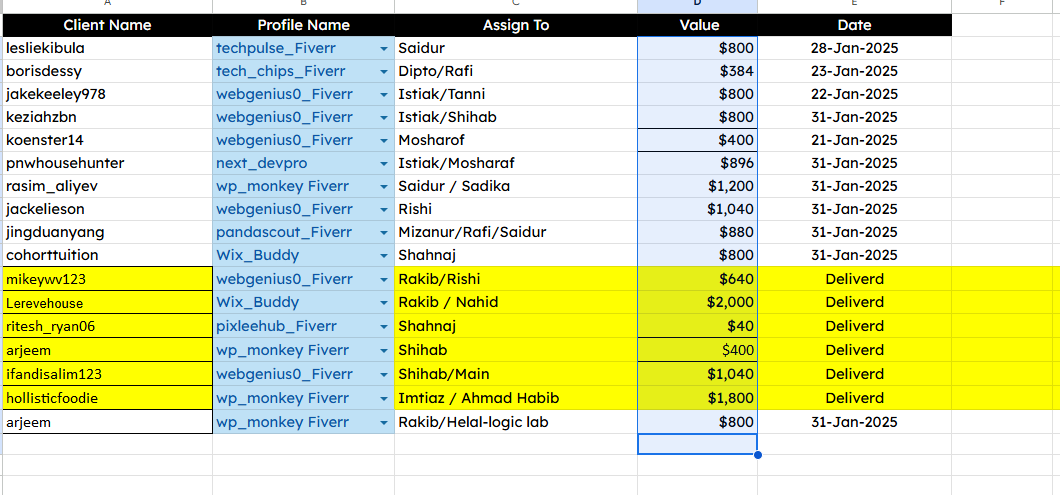 A B C D E F
Client Name Profile Name Assign To Value Date
lesliekibula techpulse_Fiverr Saidur $800 28-Jan-2025
borisdessy tech_chips_Fiverr Dipto/Rafi $384 23-Jan-2025
jakekeeley978 webgenius0_Fiverr Istiak/Tanni $800 22-Jan-2025
keziahzbn webgenius0_Fiverr Istiak/Shihab $800 31-Jan-2025
koenster14 webgenius0_Fiverr Mosharof $400 21-Jan-2025
pnwhousehunter next_devpro Istiak/Mosharaf $896 31-Jan-2025
rasim_aliyev wp_monkey Fiverr Saidur / Sadika $1,200 31-Jan-2025
jackelieson webgenius0_Fiverr Rishi $1,040 31-Jan-2025
jingduanyang pandascout_Fiverr Mizanur/Rafi/Saidur $880 31-Jan-2025
cohorttuition Wix_Buddy Shahnaj $800 31-Jan-2025
mikeywv123 webgenius0_Fiverr Rakib/Rishi $640 Deliverd
Lerevehouse Wix_Buddy Rakib / Nahid $2,000 Deliverd
ritesh_ryan06 pixleehub_Fiverr Shahnaj $40 Deliverd
arjeem wp_monkey Fiverr Shihab $400 Deliverd
ifandisalim123 webgenius0_Fiverr Shihab/Main $1,040 Deliverd
hollisticfoodie wp_monkey Fiverr Imtiaz / Ahmad Habib $1,800 Deliverd
arjeem wp_monkey Fiverr Rakib/Helal-logic lab $800 31-Jan-2025